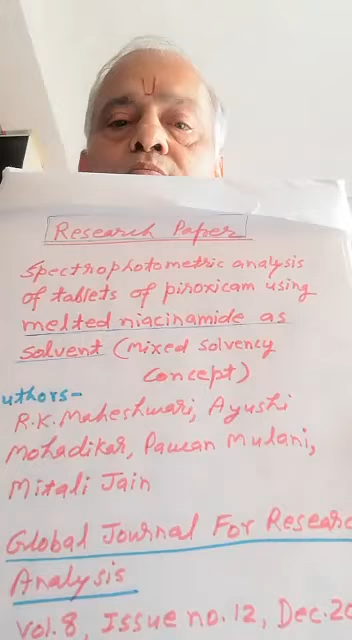 Research Paper
Spectrophotometric analysis
of tablets of piroxicam using
melted niacinamide as
solvent (mixed solvency
concept)
uthors-
R.K. Maheshwari, Ayushi
Mohadikar, Pawan Mulani,
Mitali Jain
Global Journal For Researc
Analysis
Vol. 8, Issue no. 12, Dec. 20